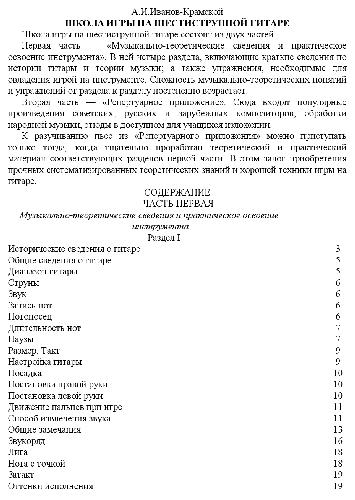 А.И.Иванов-Крамской
ШКОЛА ИГРЫ НА ШЕСТИСТРУННОЙ ГИТАРЕ
Школа игры на шестиструнной гитаре состоит из двух частей.
Первая часть — «Музыкально-теоретические сведения и практическое
освоение инструмента». В ней четыре раздела, включающие краткие сведения по
истории гитары и теории музыки, а также упражнения, необходимые для
овладения игрой на инструменте. Сложность музыкально-теоретических понятий
и упражнений от раздела к разделу постепенно возрастает.
Вторая часть — «Репертуарное приложение». Сюда входят популярные
произведения советских, русских и зарубежных композиторов, обработки
народной музыки, этюды в доступном для учащихся изложении.
К разучиванию пьес из «Репертуарного приложения» можно приступать
только тогда, когда тщательно проработан теоретический и практический
материал соответствующих разделов первой части. В этом залог приобретения
прочных систематизированных теоретических знаний и хорошей техники игры на
гитаре.
СОДЕРЖАНИЕ
ЧАСТЬ ПЕРВАЯ
Музыкально-теоретические сведения и практическое освоение
инструмента
Раздел I
Исторические сведения о гитаре 3
Общие сведения о гитаре 5
Диапазон гитары 5
Струны 6
Звук 6
Запись нот 6
Нотоносец 6
Длительность нот 7
Паузы 7
Размер. Такт 9
Настройка гитары 9
Посадка 10
Постановка правой руки 10
Постановка левой руки 10
Движение пальцев при игре 11
Способ извлечения звука 11
Общие замечания 13
Звукоряд 16
Лига 18
Нота с точкой 18
Затакт 19
Оттенки исполнения 19